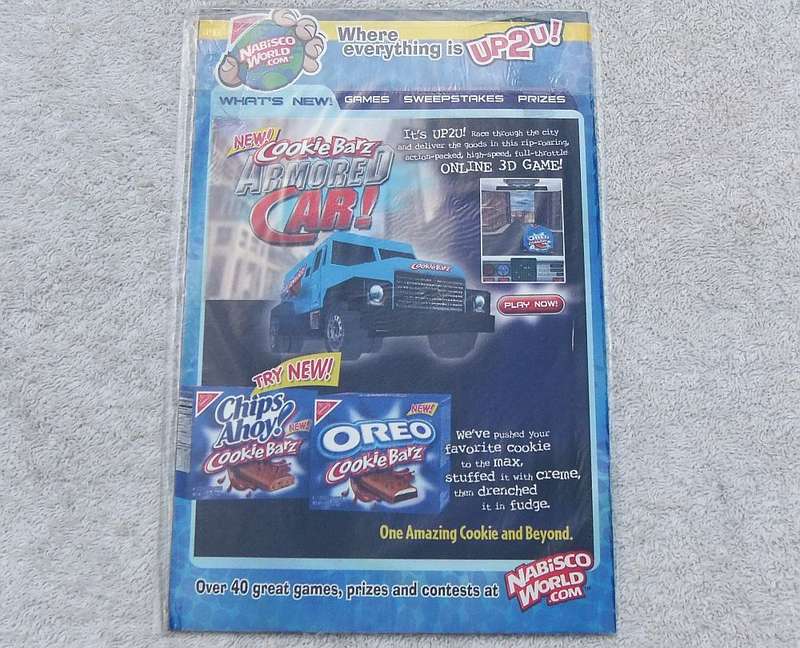 NABISCO
WORLD
.COM
Where
everything is UP2U!
WHAT'S NEW! GAMES SWEEPSTAKES PRIZES
NEW!
CookieBarz
ARMORED
CAR!
It's UP2U! Race through the city
and deliver the goods in this rip-roaring,
action-packed, high-speed, full-throttle
ONLINE 3D GAME!
OREO
CookieBarz
PLAY NOW!
TRY NEW!
Chips
Ahoy!
NEW!
CookieBarz
NEW!
OREO
CookieBarz
We've pushed your
favorite cookie
to the max,
stuffed it with creme,
then drenched
it in fudge.
One Amazing Cookie and Beyond.
Over 40 great games, prizes and contests at
NABISCO
WORLD
.COM